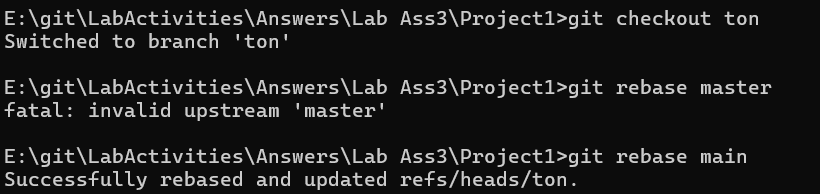 E:\git\LabActivities\Answers\Lab Ass3\Project1>git checkout ton
Switched to branch 'ton'
E:\git\LabActivities\Answers\Lab Ass3\Project1>git rebase master
fatal: invalid upstream 'master'
E:\git\LabActivities\Answers\Lab Ass3\Project1>git rebase main
Successfully rebased and updated refs/heads/ton.